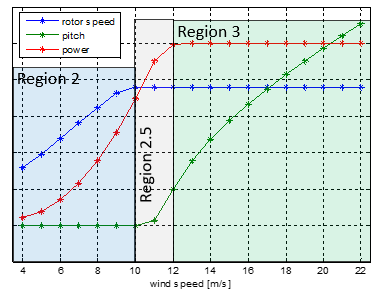 rotor speed
pitch
power
Region 2
Region 2.5
Region 3
4 6 8 10 12 14 16 18 20 22
wind speed [m/s]